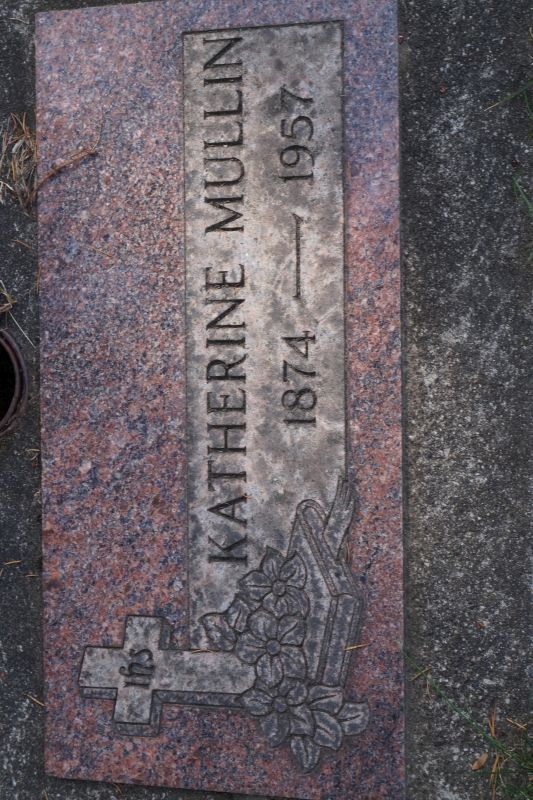 IHS
KATHERINE MULLIN
1874 — 1957